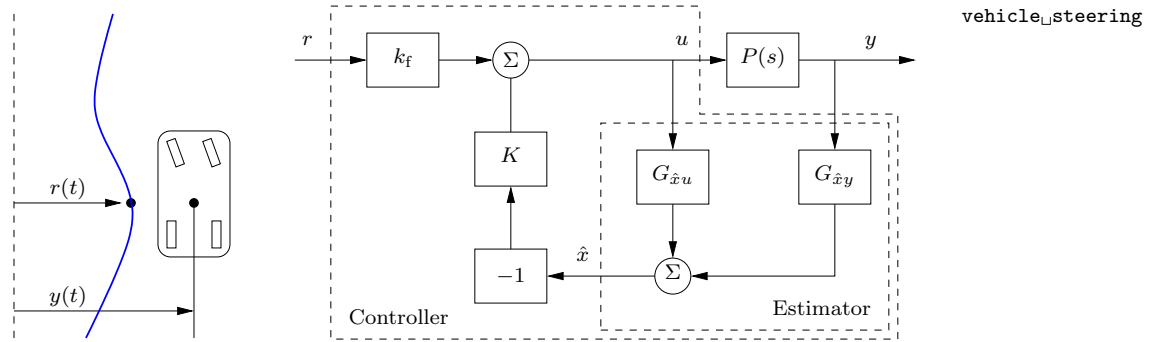 vehicle␣steering
r
k_f
Σ
u
P(s)
y
K
G_{x̂u}
G_{x̂y}
r(t)
x̂
−1
Σ
y(t)
Estimator
Controller